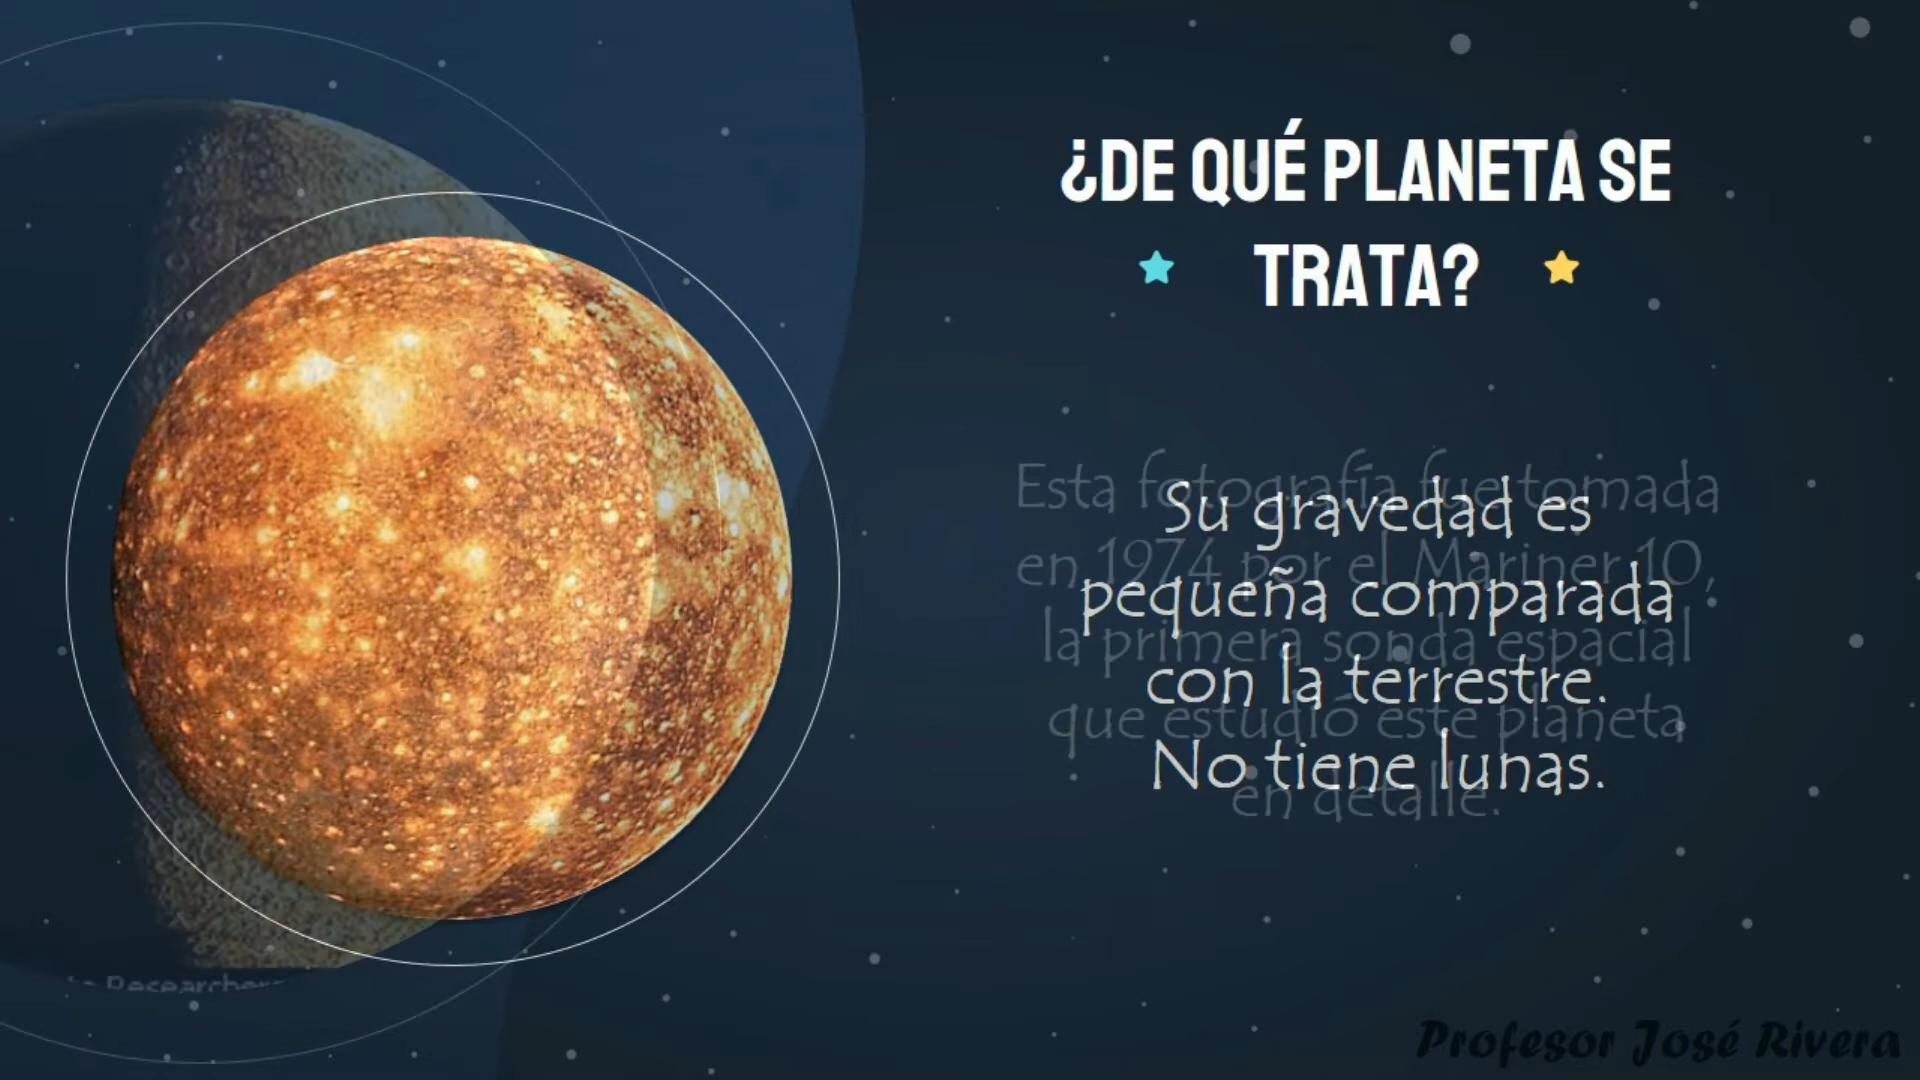 ¿DE QUÉ PLANETA SE
TRATA?
Su gravedad es
pequeña comparada
con la terrestre.
No tiene lunas.
Esta fotografía fue tomada
en 1974 por el Mariner 10,
la primera sonda espacial
que estudió este planeta
en detalle.
Profesor José Rivera